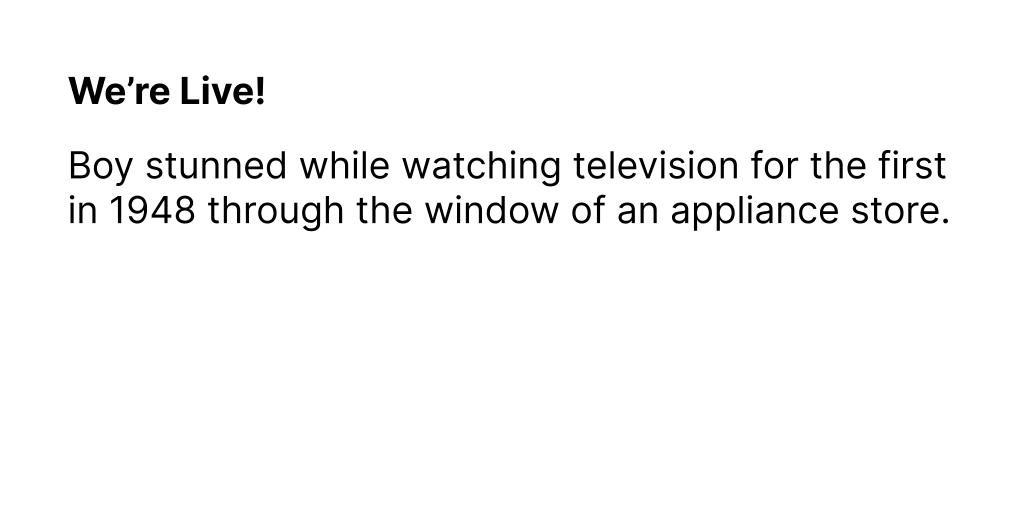 We’re Live!
Boy stunned while watching television for the first
in 1948 through the window of an appliance store.